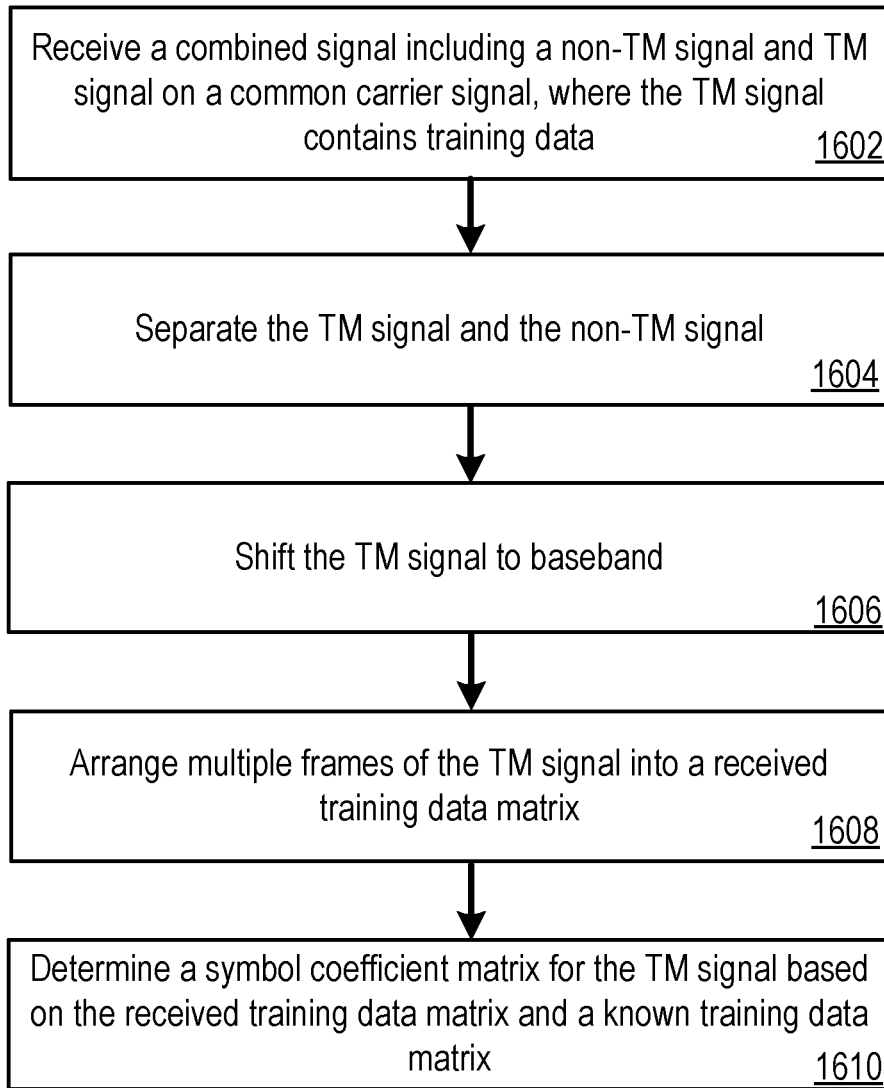 Receive a combined signal including a non-TM signal and TM
signal on a common carrier signal, where the TM signal
contains training data
1602
Separate the TM signal and the non-TM signal
1604
Shift the TM signal to baseband
1606
Arrange multiple frames of the TM signal into a received
training data matrix
1608
Determine a symbol coefficient matrix for the TM signal based
on the received training data matrix and a known training data
matrix
1610